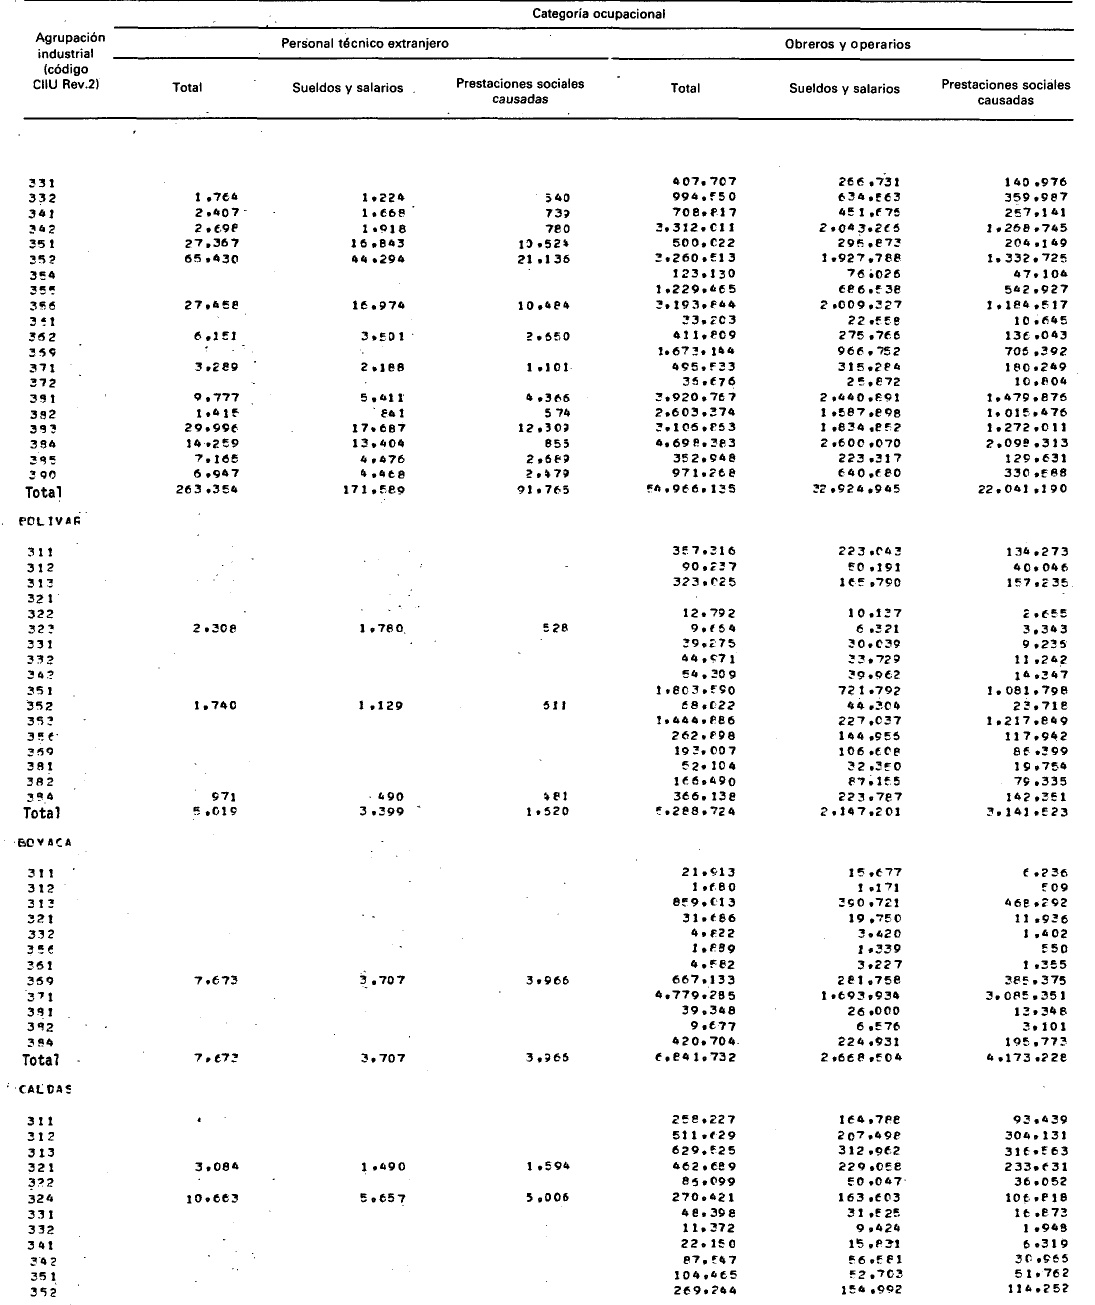 Categoría ocupacional
Agrupación industrial (código CIIU Rev.2)
Personal técnico extranjero Obreros y operarios
Total Sueldos y salarios Prestaciones sociales causadas Total Sueldos y salarios Prestaciones sociales causadas
331 407.707 266.731 140.976
332 1.764 1.224 540 994.550 634.563 359.987
341 2.407 1.668 739 708.817 451.675 257.141
342 2.698 1.918 780 3.312.011 2.043.265 1.268.745
351 27.367 16.843 10.524 500.022 295.873 204.149
352 65.430 44.294 21.136 3.260.513 1.927.788 1.332.725
354 123.130 76.026 47.104
355 1.229.465 686.538 542.927
356 27.458 16.974 10.484 3.193.844 2.009.327 1.184.517
361 33.203 22.558 10.645
362 6.151 3.501 2.650 411.809 275.766 136.043
369 1.673.144 966.752 706.392
371 3.289 2.188 1.101 495.533 315.284 180.249
372 36.676 25.872 10.804
381 9.777 5.411 4.366 3.920.767 2.440.891 1.479.876
382 1.415 841 574 2.603.374 1.587.898 1.015.476
383 29.996 17.687 12.309 3.106.863 1.834.852 1.272.011
384 14.259 13.404 855 4.698.383 2.600.070 2.098.313
385 7.165 4.476 2.689 352.948 223.317 129.631
390 6.947 4.468 2.479 971.268 640.680 330.588
Total 263.354 171.589 91.765 54.966.135 32.924.945 22.041.190
BOLIVAR
311 357.316 223.043 134.273
312 90.237 50.191 40.046
313 323.025 165.790 157.235
321
322 12.792 10.137 2.655
323 2.308 1.780 528 9.664 6.321 3.343
331 39.275 30.039 9.235
332 44.971 33.729 11.242
342 54.309 39.962 14.347
351 1.803.590 721.792 1.081.798
352 1.740 1.129 611 68.022 44.304 23.718
353 1.444.886 227.037 1.217.849
356 262.898 144.955 117.942
369 193.007 106.608 86.399
381 52.104 32.350 19.754
382 166.490 87.155 79.335
384 971 490 481 366.138 223.787 142.351
Total 5.019 3.399 1.620 5.288.724 2.147.201 3.141.523
BOYACA
311 21.913 15.677 6.236
312 1.680 1.171 509
313 859.013 390.721 468.292
321 31.686 19.750 11.936
332 4.822 3.420 1.402
356 1.889 1.339 550
361 4.582 3.227 1.355
369 7.673 3.707 3.966 667.133 281.758 385.375
371 4.779.285 1.693.934 3.085.351
381 39.348 26.000 13.348
382 9.677 6.576 3.101
384 420.704 224.931 195.773
Total 7.673 3.707 3.965 6.841.732 2.668.504 4.173.228
CALDAS
311 258.227 164.788 93.439
312 511.629 207.498 304.131
313 629.525 312.962 316.563
321 3.084 1.490 1.594 462.689 229.058 233.631
322 86.099 50.047 36.052
324 10.663 5.657 5.006 270.421 163.603 106.818
331 48.398 31.525 16.873
332 11.372 9.424 1.948
341 22.150 15.831 6.319
342 87.547 56.581 30.965
351 104.465 52.703 51.762
352 269.244 154.992 114.252